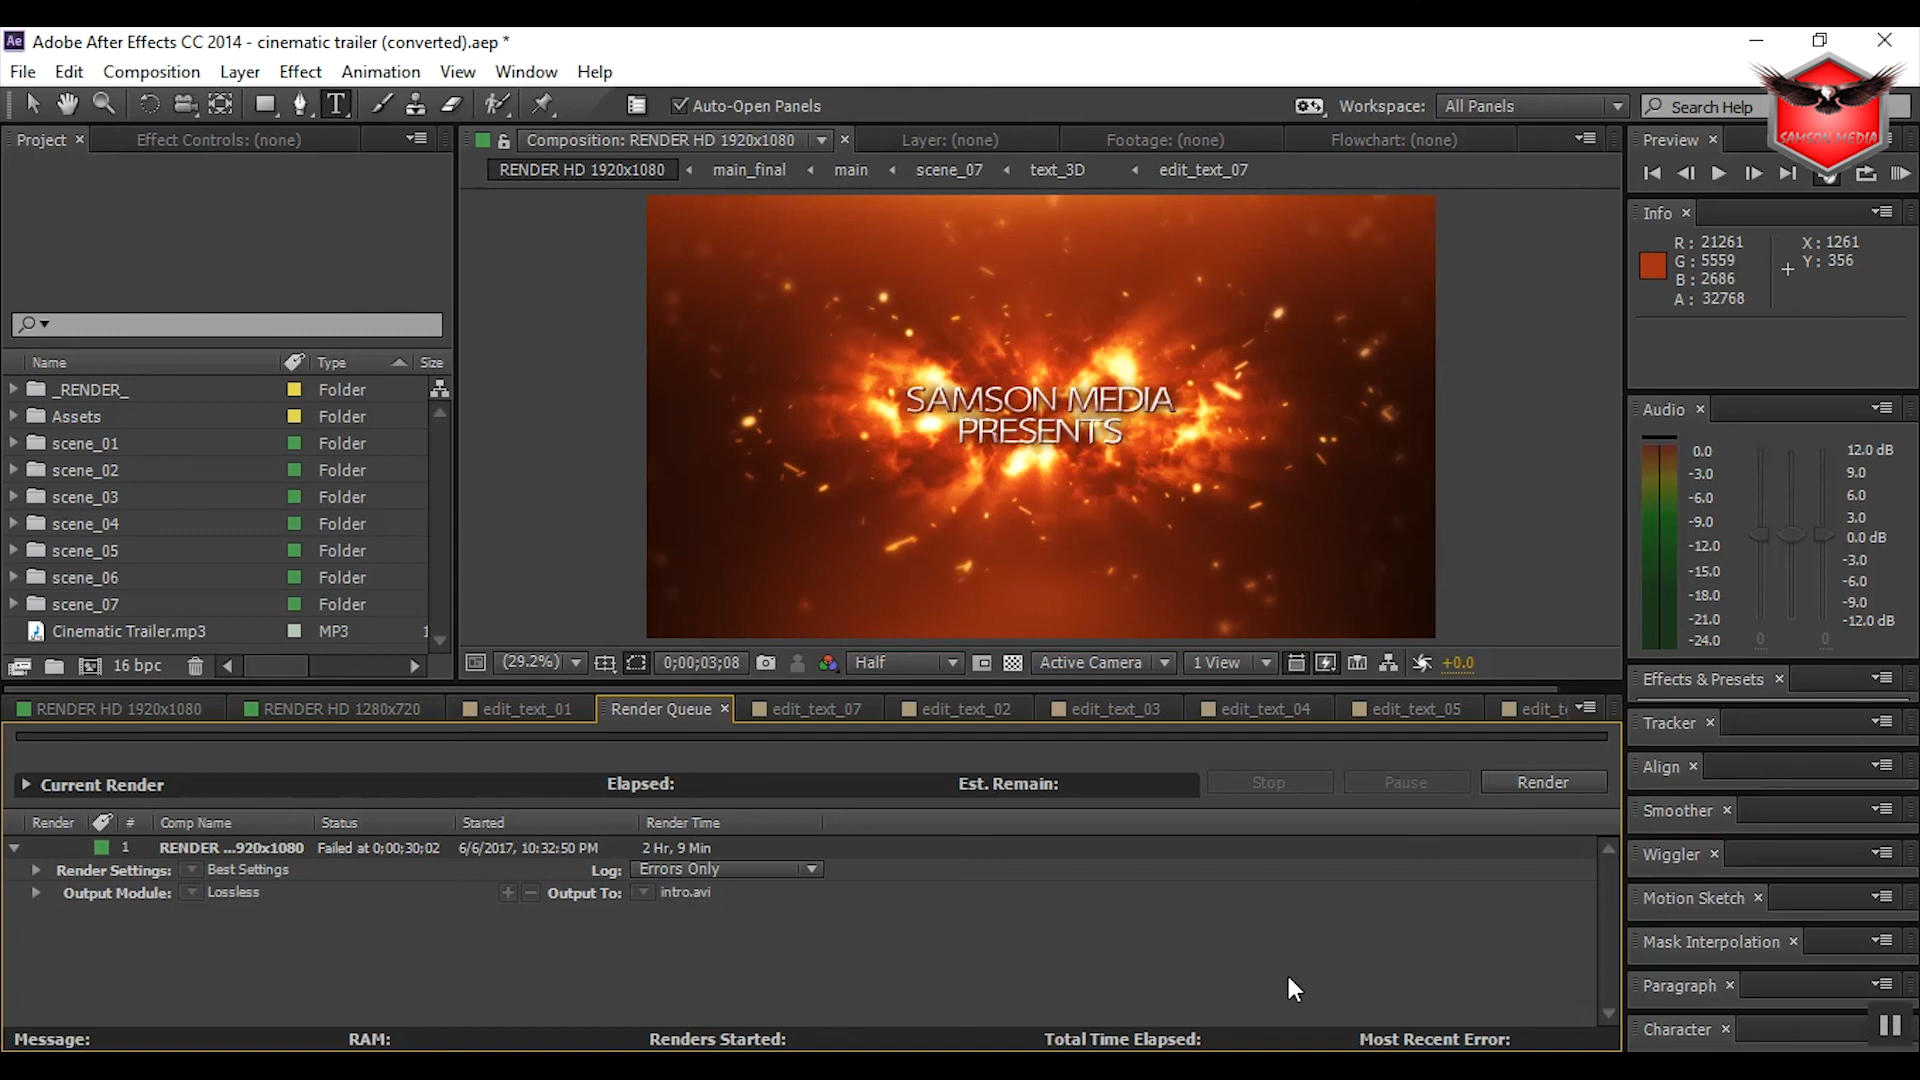 Ae Adobe After Effects CC 2014 - cinematic trailer (converted).aep *
File Edit Composition Layer Effect Animation View Window Help
T Auto-Open Panels Workspace: All Panels Search Help
SAMSON MEDIA
Project × Effect Controls: (none) Composition: RENDER HD 1920x1080 × Layer: (none) Footage: (none) Flowchart: (none) Preview ×
RENDER HD 1920x1080 main_final main scene_07 text_3D edit_text_07
Info ×
R: 21261 X: 1261
G: 5559 Y: 356
B: 2686
A: 32768
SAMSON MEDIA
PRESENTS
Name Type Size
_RENDER_ Folder
Assets Folder
scene_01 Folder
scene_02 Folder
scene_03 Folder
scene_04 Folder
scene_05 Folder
scene_06 Folder
scene_07 Folder
Cinematic Trailer.mp3 MP3 1
16 bpc
(29.2%) 0;00;03;08 Half Active Camera 1 View +0.0
Audio ×
0.0 12.0 dB
-3.0 9.0
-6.0 6.0
-9.0 3.0
-12.0 0.0 dB
-15.0 -3.0
-18.0 -6.0
-21.0 -9.0
-24.0 -12.0 dB
0 0
Effects & Presets ×
Tracker ×
Align ×
Smoother ×
Wiggler ×
Motion Sketch ×
Mask Interpolation ×
Paragraph ×
Character ×
RENDER HD 1920x1080 RENDER HD 1280x720 edit_text_01 Render Queue × edit_text_07 edit_text_02 edit_text_03 edit_text_04 edit_text_05 edit_t
Current Render Elapsed: Est. Remain: Stop Pause Render
Render # Comp Name Status Started Render Time
1 RENDER ...920x1080 Failed at 0;00;30;02 6/6/2017, 10:32:50 PM 2 Hr, 9 Min
Render Settings: Best Settings Log: Errors Only
Output Module: Lossless Output To: intro.avi
Message: RAM: Renders Started: Total Time Elapsed: Most Recent Error: